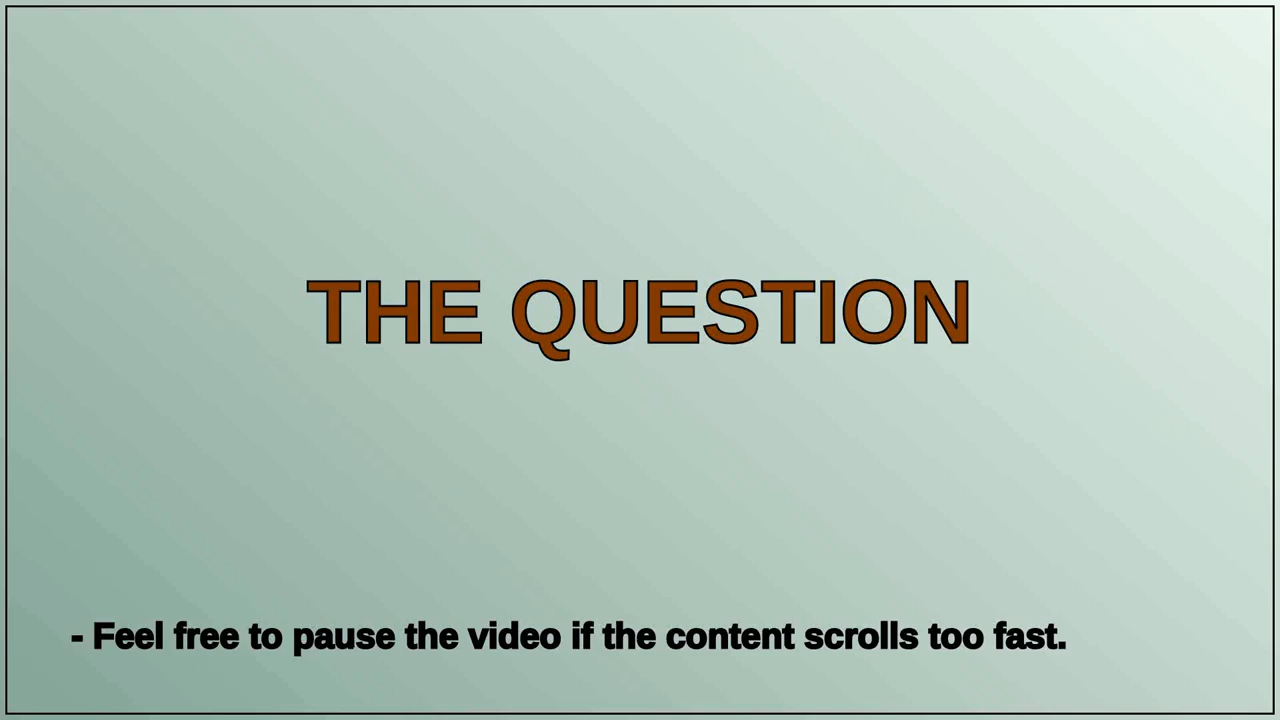 THE QUESTION
- Feel free to pause the video if the content scrolls too fast.